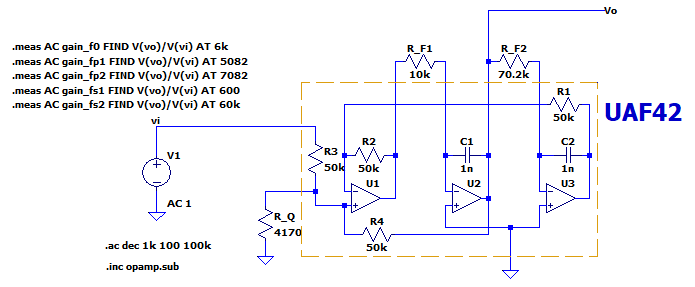 Vo
.meas AC gain_f0 FIND V(vo)/V(vi) AT 6k
.meas AC gain_fp1 FIND V(vo)/V(vi) AT 5082
.meas AC gain_fp2 FIND V(vo)/V(vi) AT 7082
.meas AC gain_fs1 FIND V(vo)/V(vi) AT 600
.meas AC gain_fs2 FIND V(vo)/V(vi) AT 60k
R_F1
10k
R_F2
70.2k
R1
50k
UAF42
vi
V1
AC 1
R3
50k
R2
50k
C1
1n
C2
1n
U1
U2
U3
R_Q
4170
R4
50k
.ac dec 1k 100 100k
.inc opamp.sub